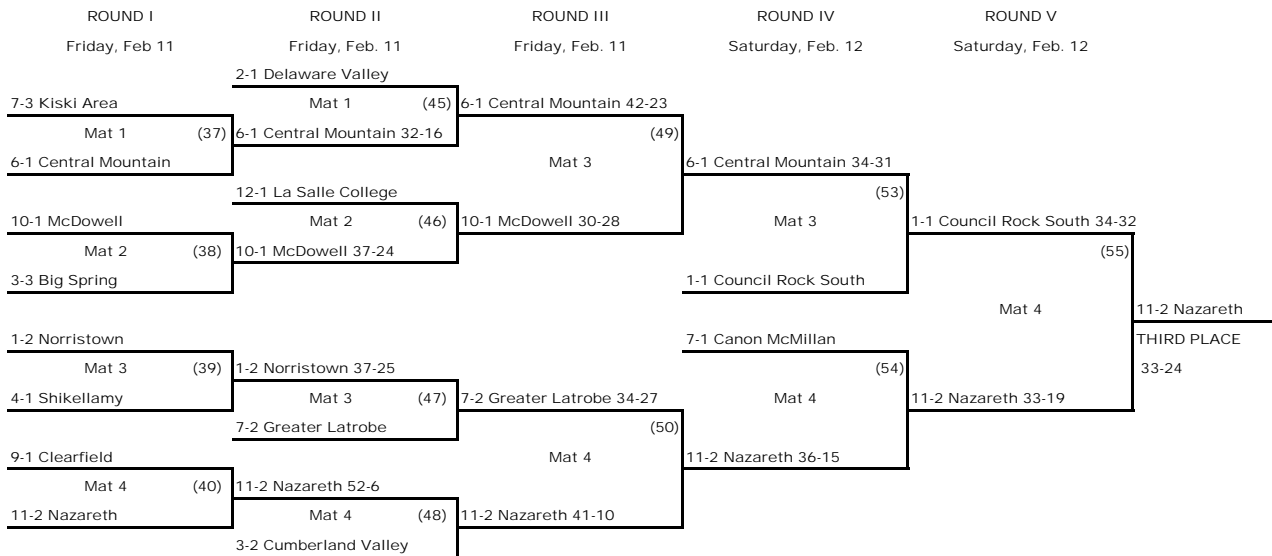 ROUND I ROUND II ROUND III ROUND IV ROUND V
Friday, Feb 11 Friday, Feb. 11 Friday, Feb. 11 Saturday, Feb. 12 Saturday, Feb. 12
2-1 Delaware Valley
7-3 Kiski Area Mat 1 (45) 6-1 Central Mountain 42-23
Mat 1 (37) 6-1 Central Mountain 32-16 (49)
6-1 Central Mountain Mat 3 6-1 Central Mountain 34-31
12-1 La Salle College (53)
10-1 McDowell Mat 2 (46) 10-1 McDowell 30-28 Mat 3 1-1 Council Rock South 34-32
Mat 2 (38) 10-1 McDowell 37-24 (55)
3-3 Big Spring 1-1 Council Rock South
Mat 4 11-2 Nazareth
1-2 Norristown 7-1 Canon McMillan THIRD PLACE
Mat 3 (39) 1-2 Norristown 37-25 (54) 33-24
4-1 Shikellamy Mat 3 (47) 7-2 Greater Latrobe 34-27 Mat 4 11-2 Nazareth 33-19
7-2 Greater Latrobe (50)
9-1 Clearfield Mat 4 11-2 Nazareth 36-15
Mat 4 (40) 11-2 Nazareth 52-6
11-2 Nazareth Mat 4 (48) 11-2 Nazareth 41-10
3-2 Cumberland Valley